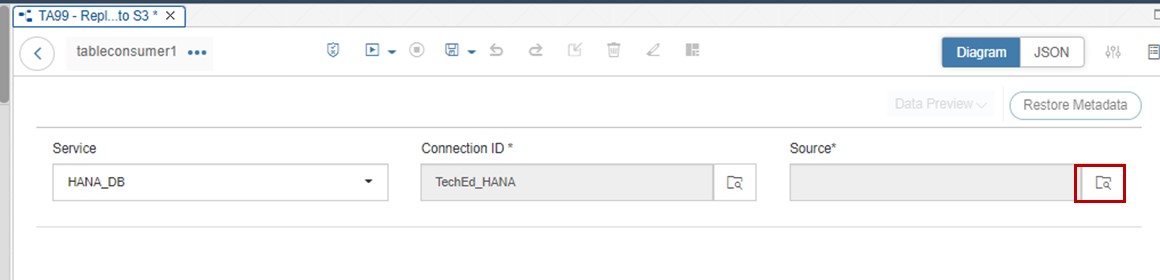 TA99 - Repl...to S3 * ×
tableconsumer1 •••
Diagram JSON
Data Preview Restore Metadata
Service Connection ID * Source*
HANA_DB TechEd_HANA